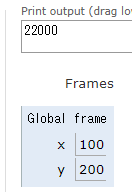 Print output (drag lo
22000
Frames
Global frame
x 100
y 200